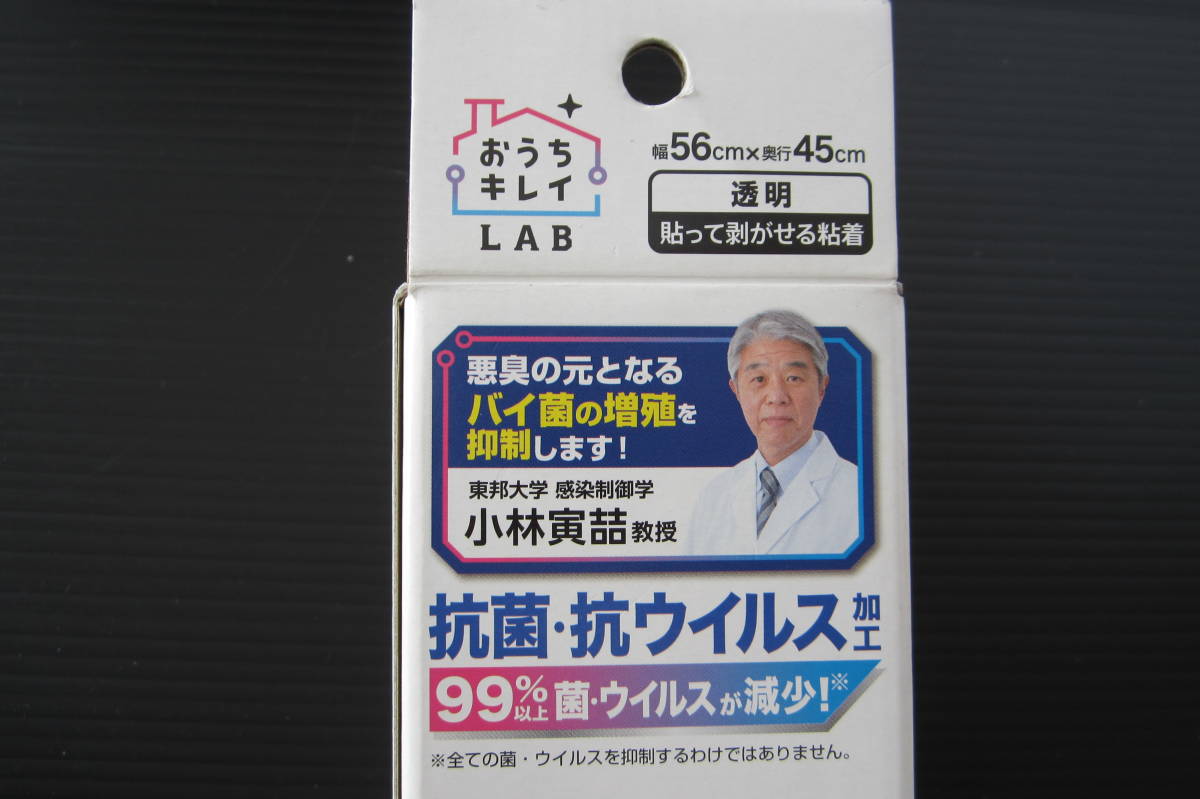 おうち
キレイ
LAB
幅56cm×奥行45cm
透明
貼って剥がせる粘着
悪臭の元となる
バイ菌の増殖を
抑制します!
東邦大学 感染制御学
小林寅喆教授
抗菌・抗ウイルス加工
99%以上菌・ウイルスが減少!※
※全ての菌・ウイルスを抑制するわけではありません。